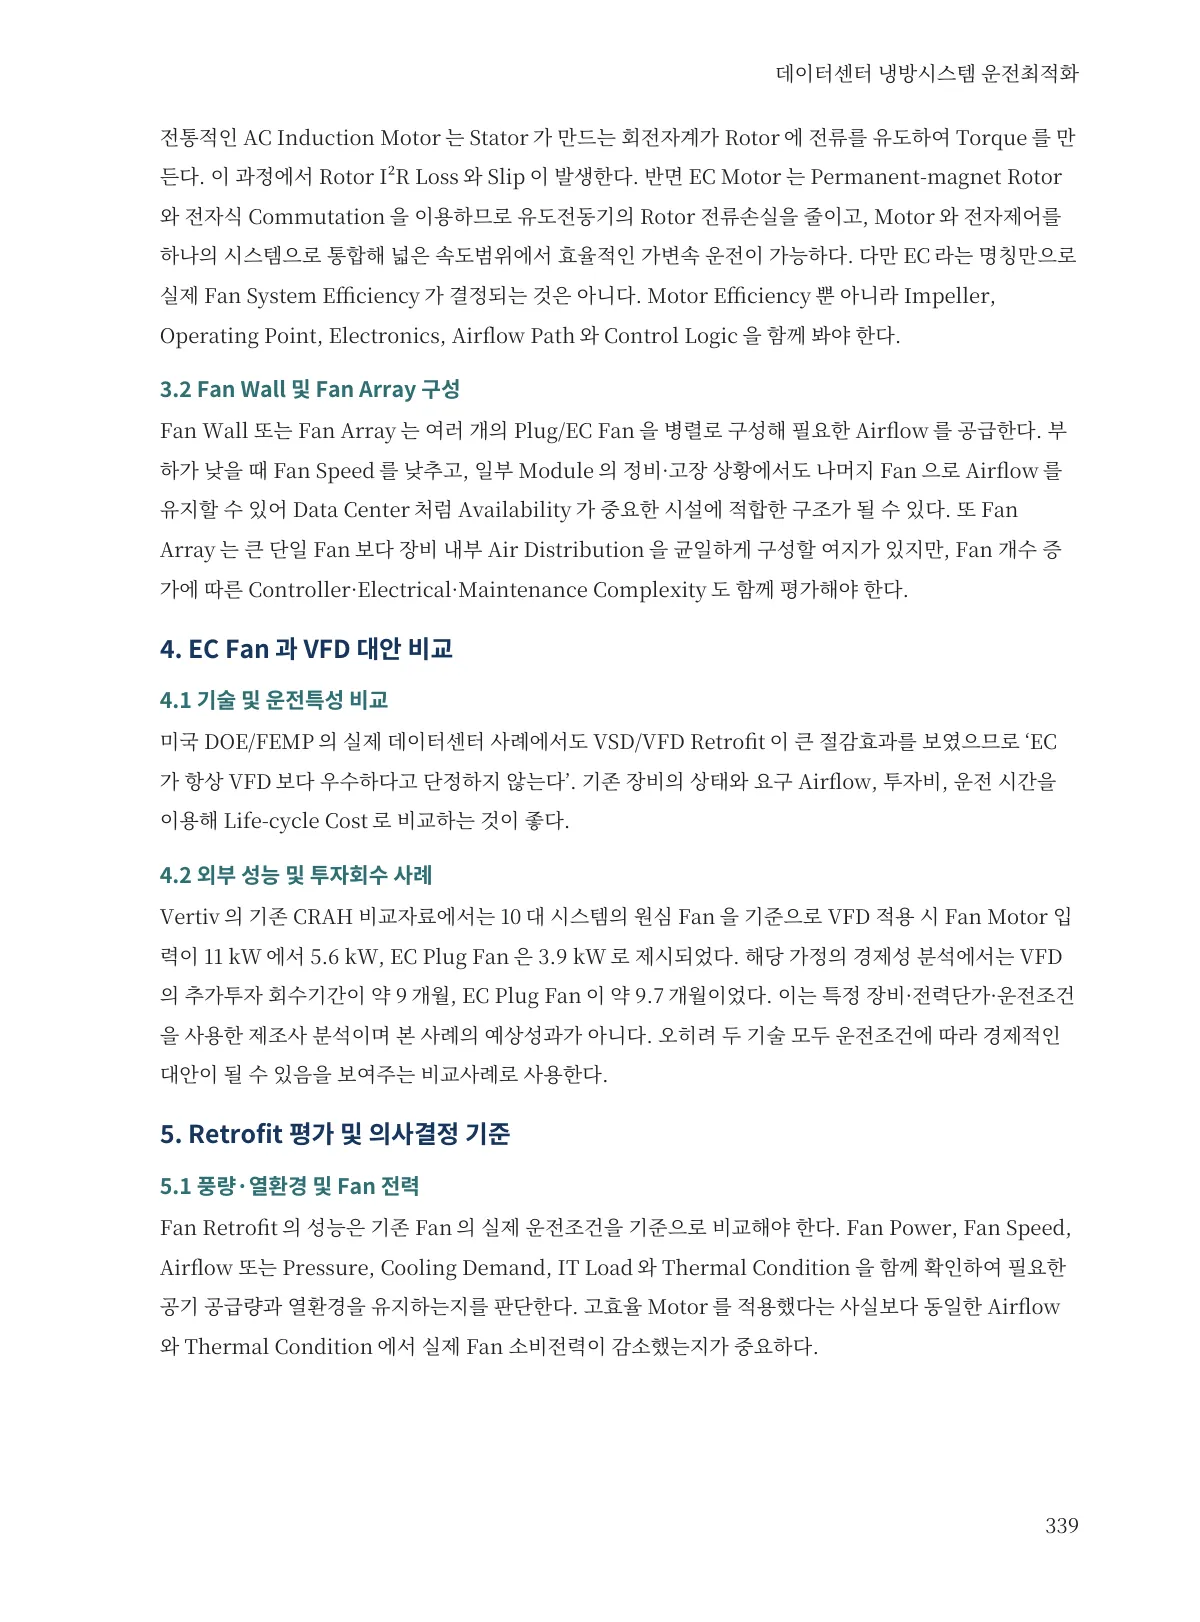 데이터센터 냉방시스템 운전최적화
전통적인 AC Induction Motor 는 Stator 가 만드는 회전자계가 Rotor 에 전류를 유도하여 Torque 를 만
든다. 이 과정에서 Rotor I²R Loss 와 Slip 이 발생한다. 반면 EC Motor 는 Permanent-magnet Rotor
와 전자식 Commutation 을 이용하므로 유도전동기의 Rotor 전류손실을 줄이고, Motor 와 전자제어를
하나의 시스템으로 통합해 넓은 속도범위에서 효율적인 가변속 운전이 가능하다. 다만 EC 라는 명칭만으로
실제 Fan System Efficiency 가 결정되는 것은 아니다. Motor Efficiency 뿐 아니라 Impeller,
Operating Point, Electronics, Airflow Path 와 Control Logic 을 함께 봐야 한다.
3.2 Fan Wall 및 Fan Array 구성
Fan Wall 또는 Fan Array 는 여러 개의 Plug/EC Fan 을 병렬로 구성해 필요한 Airflow 를 공급한다. 부
하가 낮을 때 Fan Speed 를 낮추고, 일부 Module 의 정비·고장 상황에서도 나머지 Fan 으로 Airflow 를
유지할 수 있어 Data Center 처럼 Availability 가 중요한 시설에 적합한 구조가 될 수 있다. 또 Fan
Array 는 큰 단일 Fan 보다 장비 내부 Air Distribution 을 균일하게 구성할 여지가 있지만, Fan 개수 증
가에 따른 Controller·Electrical·Maintenance Complexity 도 함께 평가해야 한다.
4. EC Fan 과 VFD 대안 비교
4.1 기술 및 운전특성 비교
미국 DOE/FEMP 의 실제 데이터센터 사례에서도 VSD/VFD Retrofit 이 큰 절감효과를 보였으므로 ‘EC
가 항상 VFD 보다 우수하다고 단정하지 않는다’. 기존 장비의 상태와 요구 Airflow, 투자비, 운전 시간을
이용해 Life-cycle Cost 로 비교하는 것이 좋다.
4.2 외부 성능 및 투자회수 사례
Vertiv 의 기존 CRAH 비교자료에서는 10 대 시스템의 원심 Fan 을 기준으로 VFD 적용 시 Fan Motor 입
력이 11 kW 에서 5.6 kW, EC Plug Fan 은 3.9 kW 로 제시되었다. 해당 가정의 경제성 분석에서는 VFD
의 추가투자 회수기간이 약 9 개월, EC Plug Fan 이 약 9.7 개월이었다. 이는 특정 장비·전력단가·운전조건
을 사용한 제조사 분석이며 본 사례의 예상성과가 아니다. 오히려 두 기술 모두 운전조건에 따라 경제적인
대안이 될 수 있음을 보여주는 비교사례로 사용한다.
5. Retrofit 평가 및 의사결정 기준
5.1 풍량·열환경 및 Fan 전력
Fan Retrofit 의 성능은 기존 Fan 의 실제 운전조건을 기준으로 비교해야 한다. Fan Power, Fan Speed,
Airflow 또는 Pressure, Cooling Demand, IT Load 와 Thermal Condition 을 함께 확인하여 필요한
공기 공급량과 열환경을 유지하는지를 판단한다. 고효율 Motor 를 적용했다는 사실보다 동일한 Airflow
와 Thermal Condition 에서 실제 Fan 소비전력이 감소했는지가 중요하다.
339